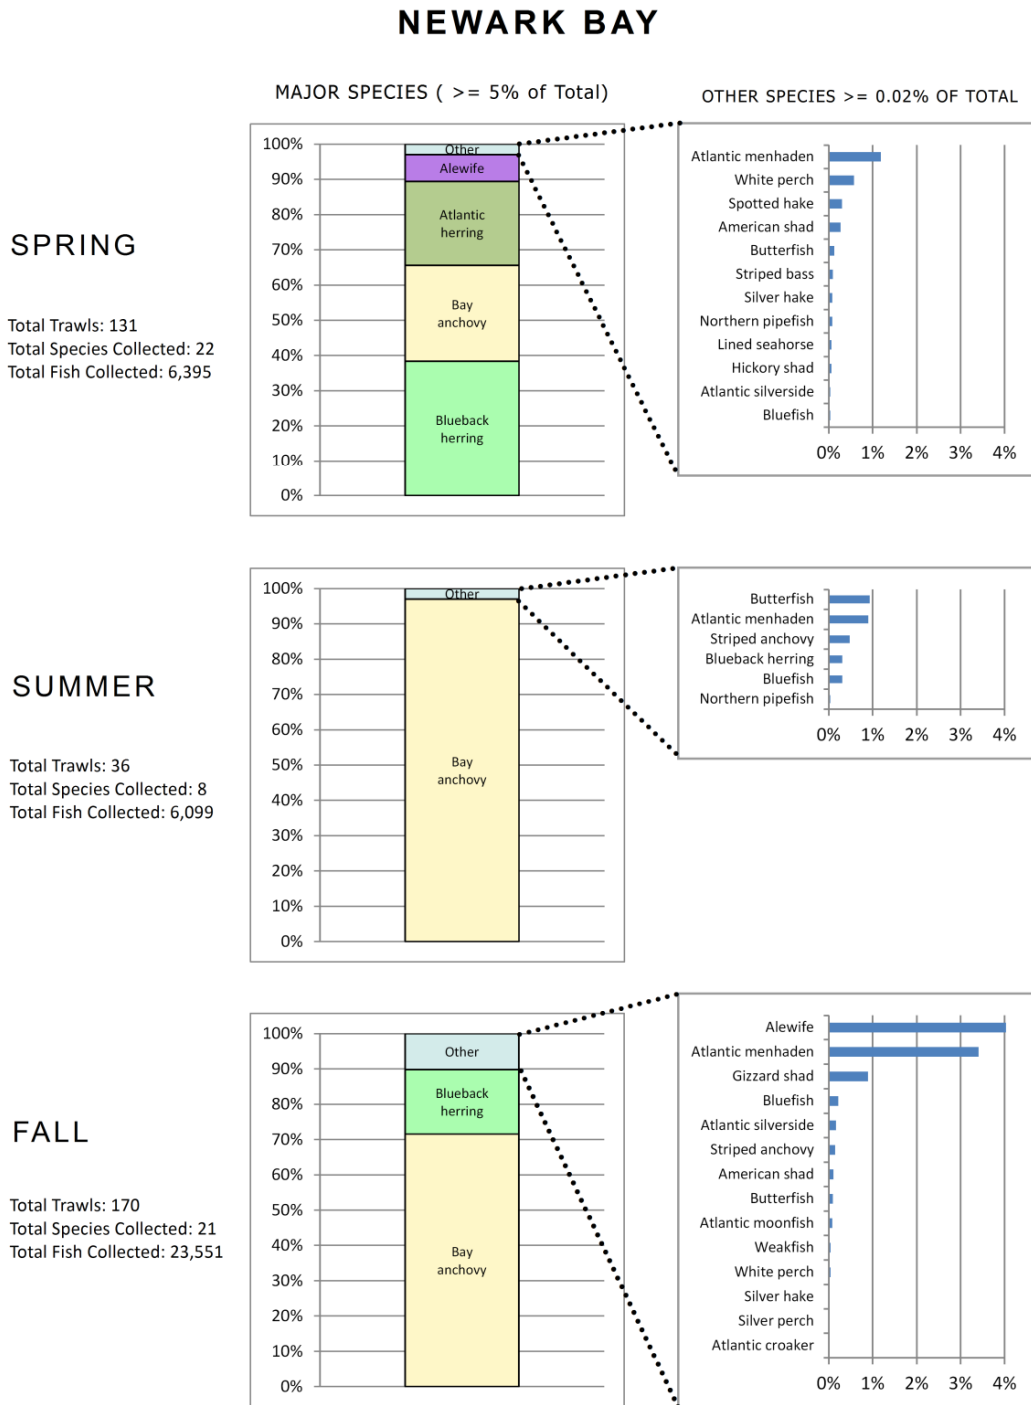 NEWARK BAY
MAJOR SPECIES ( >= 5% of Total)
OTHER SPECIES >= 0.02% OF TOTAL
SPRING
Total Trawls: 131
Total Species Collected: 22
Total Fish Collected: 6,395
100%
90%
80%
70%
60%
50%
40%
30%
20%
10%
0%
Other
Alewife
Atlantic
herring
Bay
anchovy
Blueback
herring
Atlantic menhaden
White perch
Spotted hake
American shad
Butterfish
Striped bass
Silver hake
Northern pipefish
Lined seahorse
Hickory shad
Atlantic silverside
Bluefish
0% 1% 2% 3% 4%
SUMMER
Total Trawls: 36
Total Species Collected: 8
Total Fish Collected: 6,099
100%
90%
80%
70%
60%
50%
40%
30%
20%
10%
0%
Other
Bay
anchovy
Butterfish
Atlantic menhaden
Striped anchovy
Blueback herring
Bluefish
Northern pipefish
0% 1% 2% 3% 4%
FALL
Total Trawls: 170
Total Species Collected: 21
Total Fish Collected: 23,551
100%
90%
80%
70%
60%
50%
40%
30%
20%
10%
0%
Other
Blueback
herring
Bay
anchovy
Alewife
Atlantic menhaden
Gizzard shad
Bluefish
Atlantic silverside
Striped anchovy
American shad
Butterfish
Atlantic moonfish
Weakfish
White perch
Silver hake
Silver perch
Atlantic croaker
0% 1% 2% 3% 4%